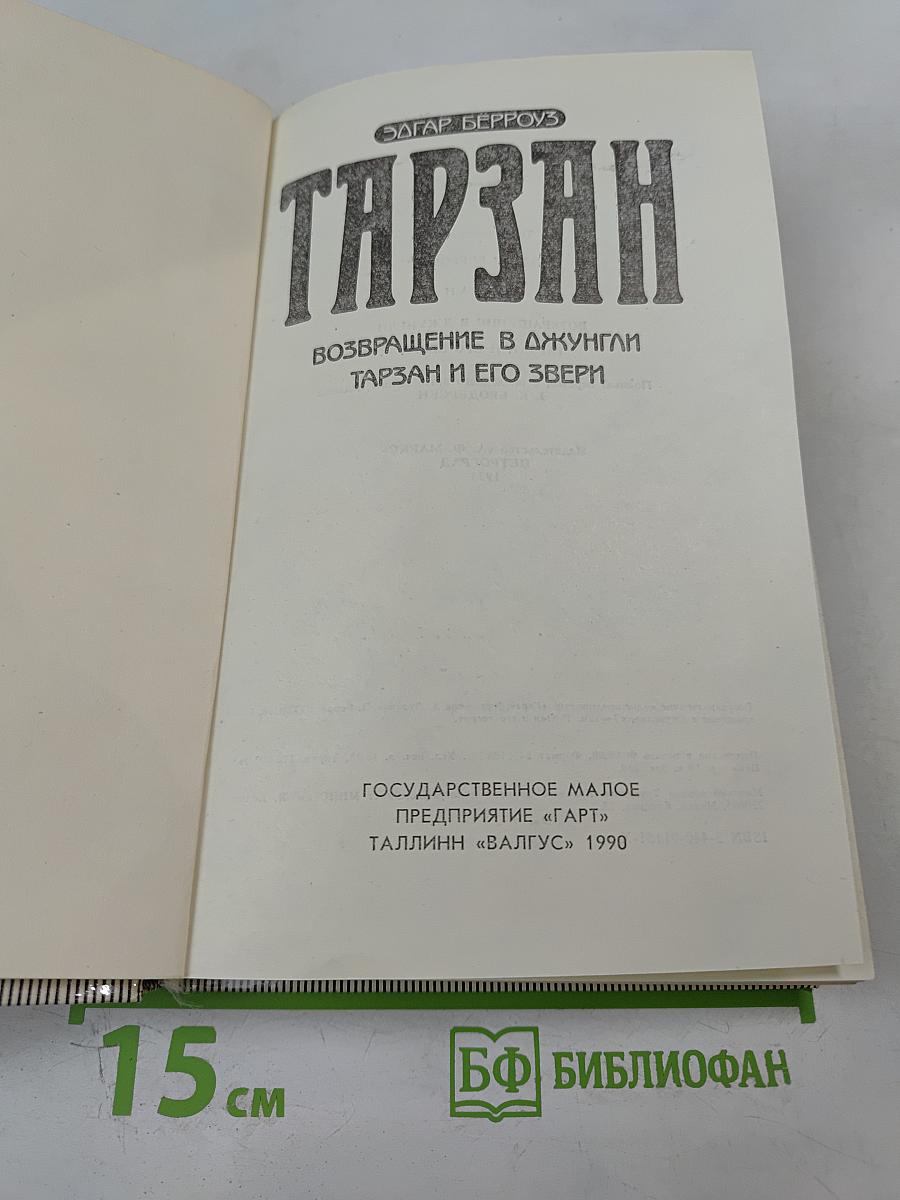 ЭДГАР БЕРРОУЗ
ТАРЗАН
ВОЗВРАЩЕНИЕ В ДЖУНГЛИ
ТАРЗАН И ЕГО ЗВЕРИ
ГОСУДАРСТВЕННОЕ МАЛОЕ
ПРЕДПРИЯТИЕ «ГАРТ»
ТАЛЛИНН «ВАЛГУС» 1990
15 см
БФ БИБЛИОФАН